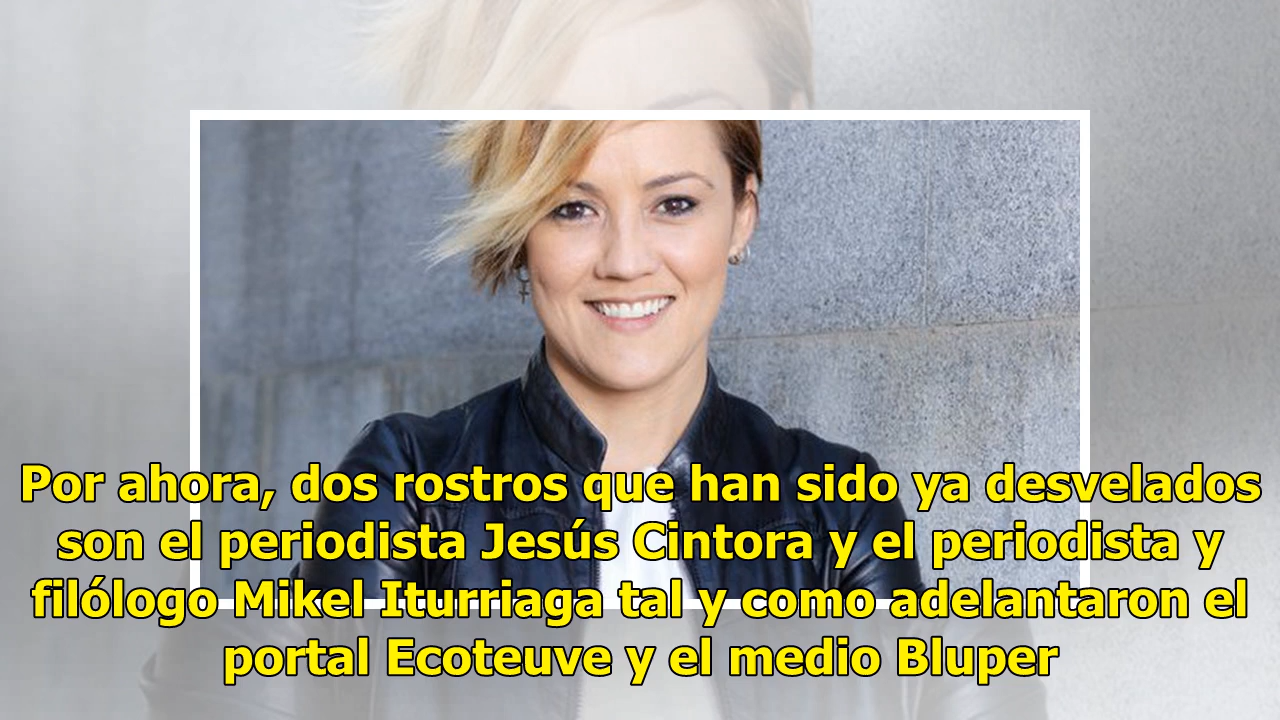 Por ahora, dos rostros que han sido ya desvelados
son el periodista Jesús Cintora y el periodista y
filólogo Mikel Iturriaga tal y como adelantaron el
portal Ecoteuve y el medio Bluper